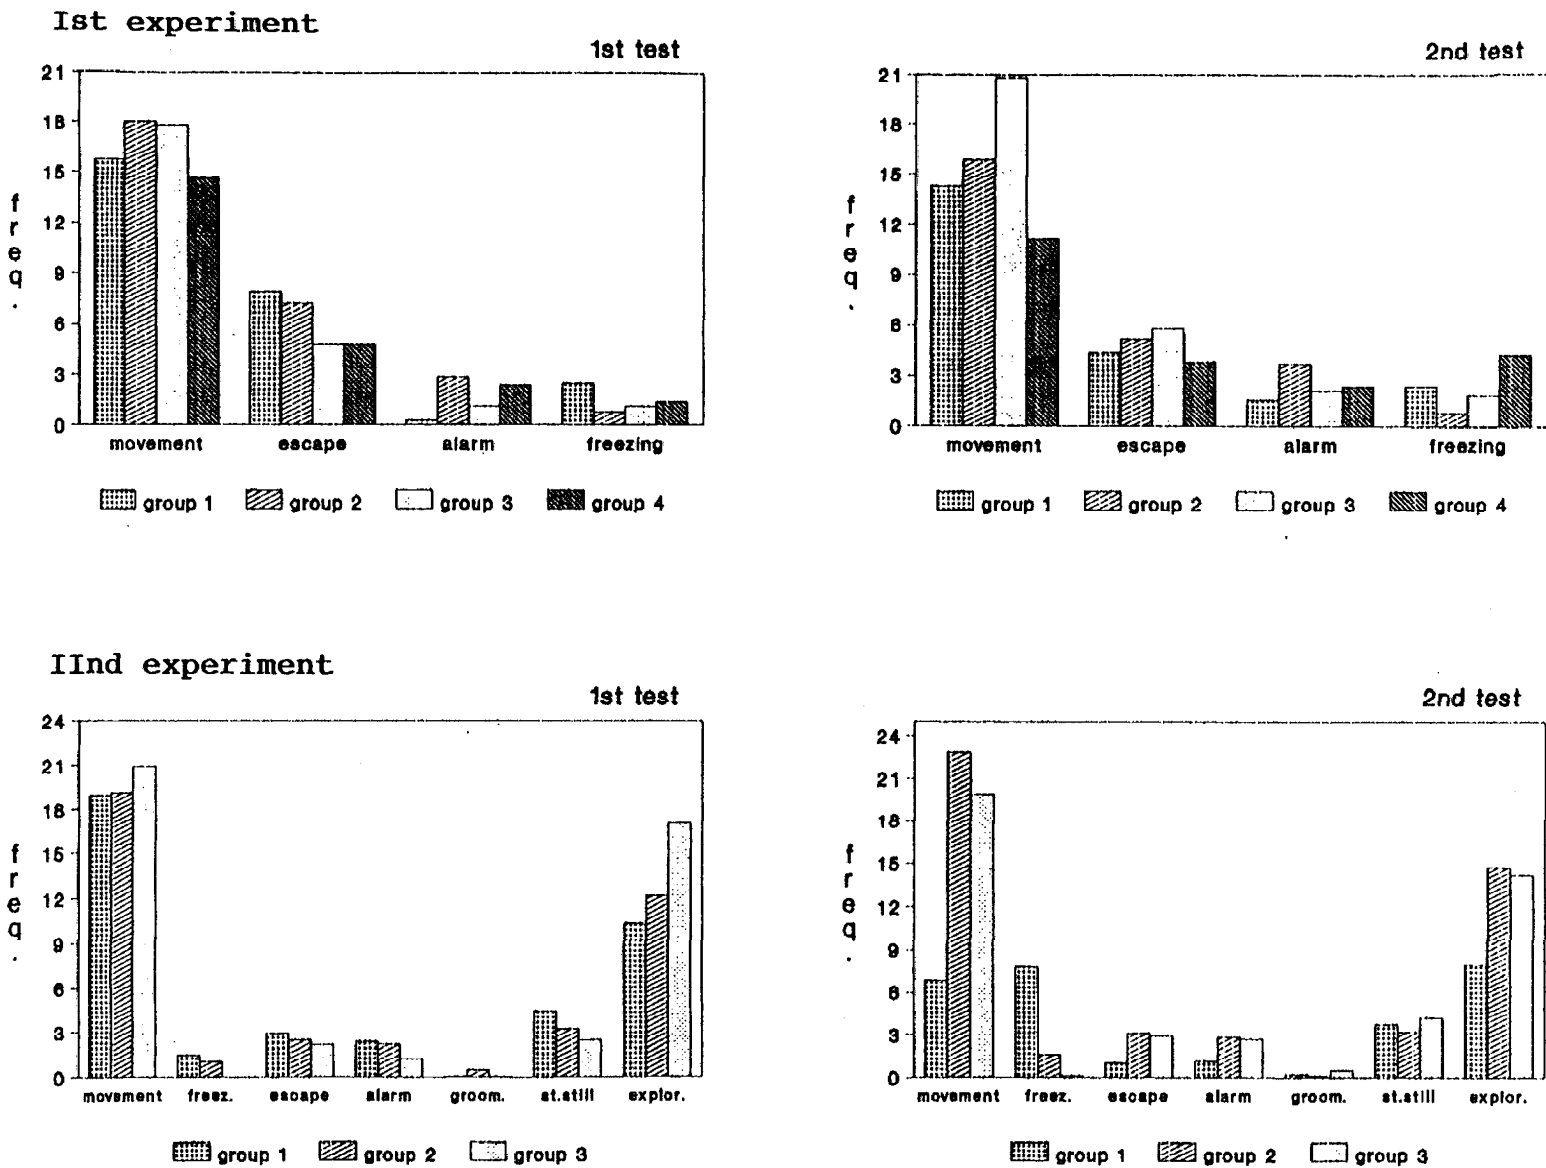 Ist experiment
1st test
21
18
15
12
9
6
3
0
freq.
movement escape alarm freezing
group 1 group 2 group 3 group 4
2nd test
21
18
15
12
9
6
3
0
freq.
movement escape alarm freezing
group 1 group 2 group 3 group 4
IInd experiment
1st test
24
21
18
15
12
9
6
3
0
freq.
movement freez. escape alarm groom. st.still explor.
group 1 group 2 group 3
2nd test
24
21
18
15
12
9
6
3
0
freq.
movement freez. escape alarm groom. st.still explor.
group 1 group 2 group 3